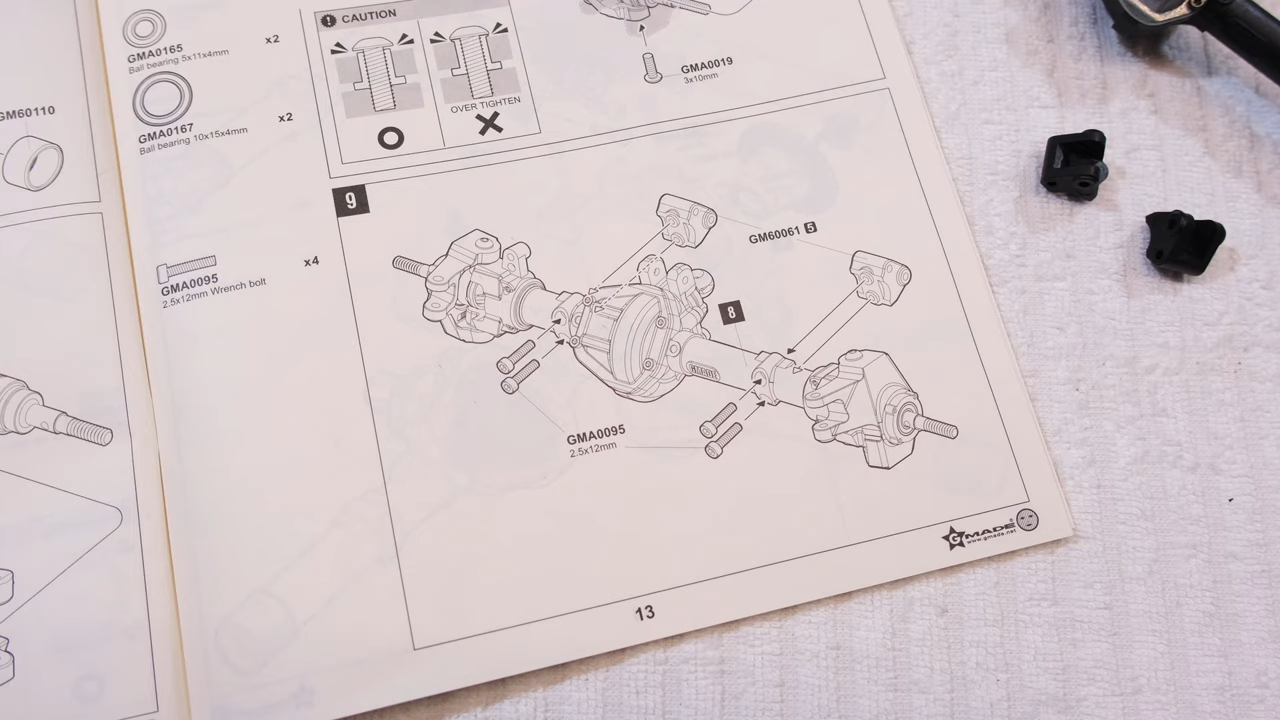 GM60110
GMA0165
Ball bearing 5x11x4mm
x2
GMA0167
Ball bearing 10x15x4mm
x2
CAUTION
OVER TIGHTEN
GMA0019
3x10mm
9
GMA0095
2.5x12mm Wrench bolt
x4
GM60061 5
8
GMADE
GMA0095
2.5x12mm
GMADE
www.gmade.net
13